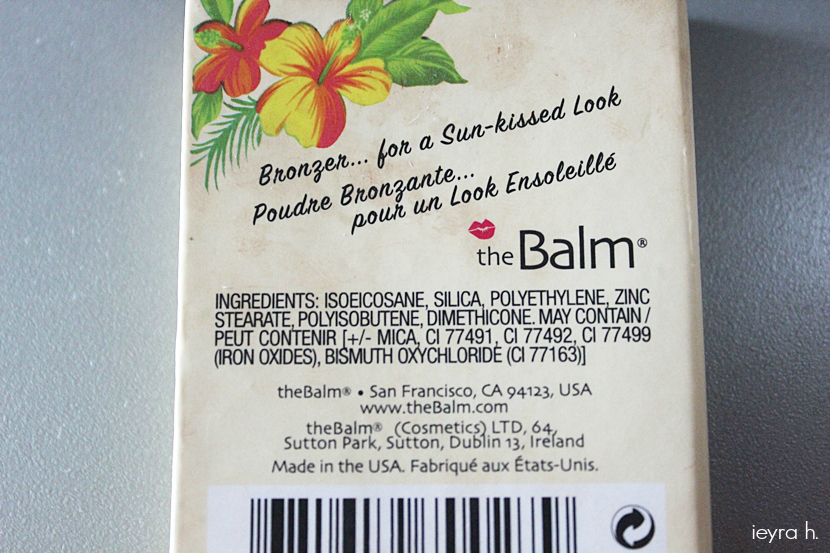 Bronzer... for a Sun-kissed Look
Poudre Bronzante...
pour un Look Ensoleillé
theBalm®
INGREDIENTS: ISOEICOSANE, SILICA, POLYETHYLENE, ZINC
STEARATE, POLYISOBUTENE, DIMETHICONE. MAY CONTAIN /
PEUT CONTENIR [+/- MICA, CI 77491, CI 77492, CI 77499
(IRON OXIDES), BISMUTH OXYCHLORIDE (CI 77163)]
theBalm® • San Francisco, CA 94123, USA
www.theBalm.com
theBalm® (Cosmetics) LTD, 64,
Sutton Park, Sutton, Dublin 13, Ireland
Made in the USA. Fabriqué aux États-Unis.
ieyra h.